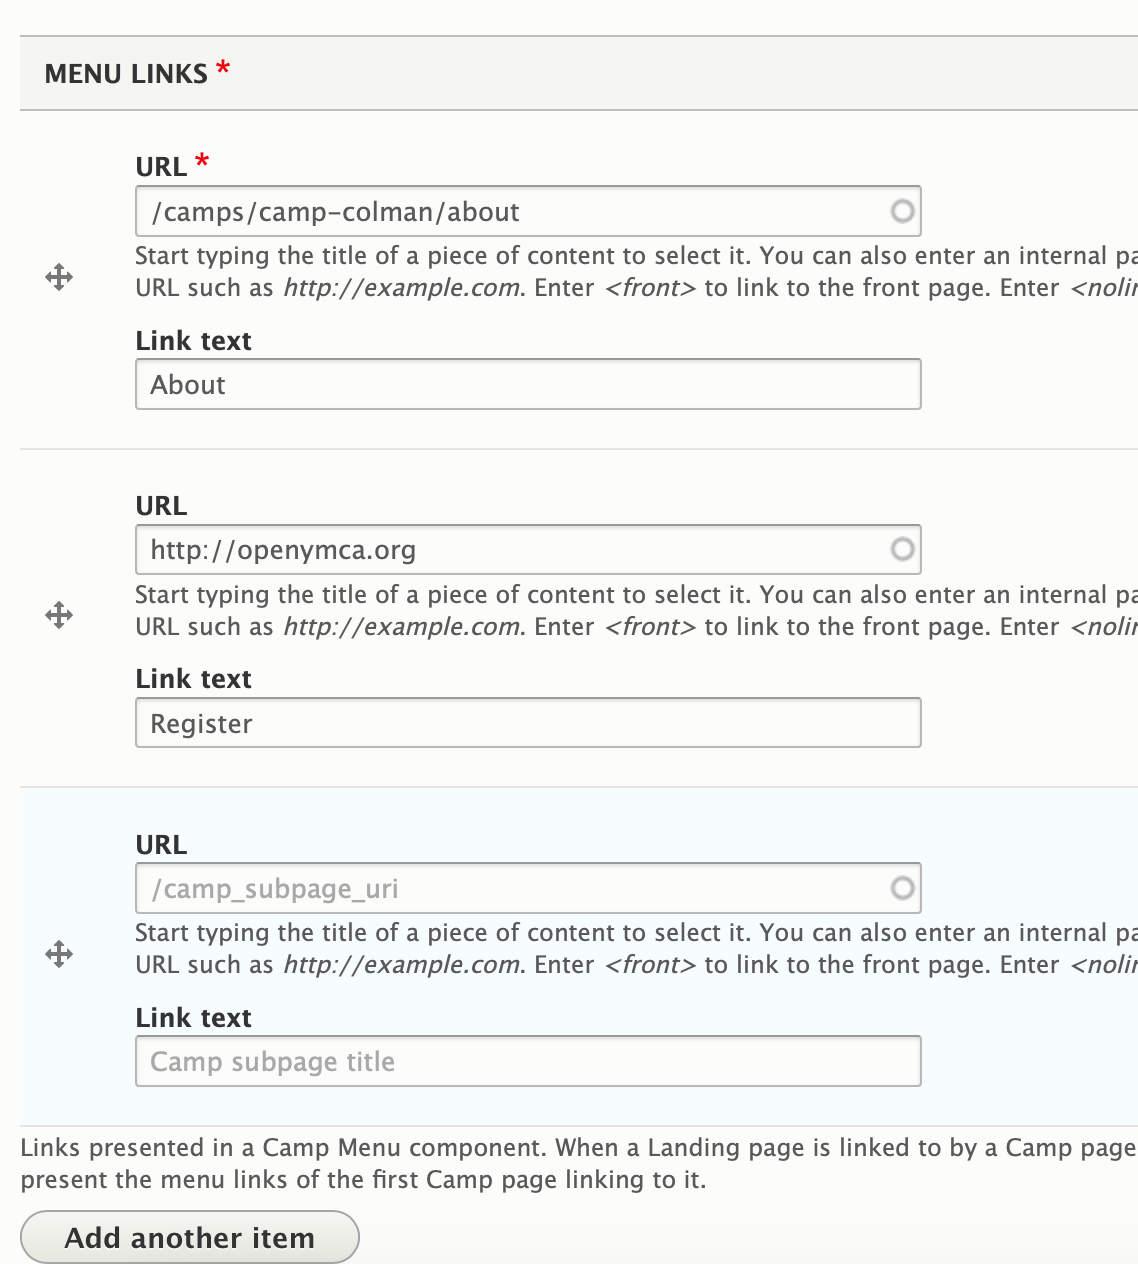 MENU LINKS *
URL *
/camps/camp-colman/about
Start typing the title of a piece of content to select it. You can also enter an internal
URL such as http://example.com. Enter <front> to link to the front page. Enter
Link text
About
URL
http://openymca.org
Start typing the title of a piece of content to select it. You can also enter an internal
URL such as http://example.com. Enter <front> to link to the front page. Enter
Link text
Register
URL
/camp_subpage_uri
Start typing the title of a piece of content to select it. You can also enter an internal
URL such as http://example.com. Enter <front> to link to the front page. Enter
Link text
Camp subpage title
Links presented in a Camp Menu component. When a Landing page is linked to by a Camp page
present the menu links of the first Camp page linking to it.
Add another item